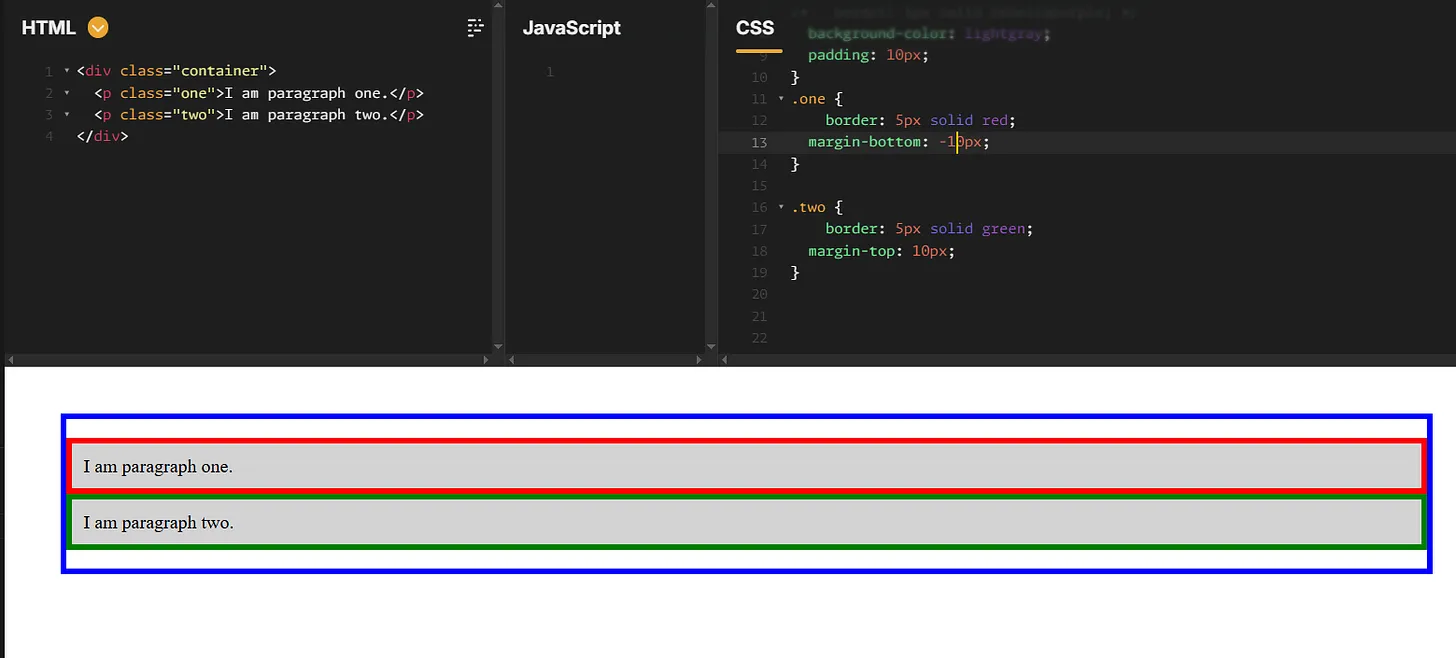 HTML
1 <div class="container">
2 <p class="one">I am paragraph one.</p>
3 <p class="two">I am paragraph two.</p>
4 </div>
JavaScript
1
CSS
background-color: lightgray;
9 padding: 10px;
10 }
11 .one {
12 border: 5px solid red;
13 margin-bottom: -10px;
14 }
15
16 .two {
17 border: 5px solid green;
18 margin-top: 10px;
19 }
20
21
22
I am paragraph one.
I am paragraph two.